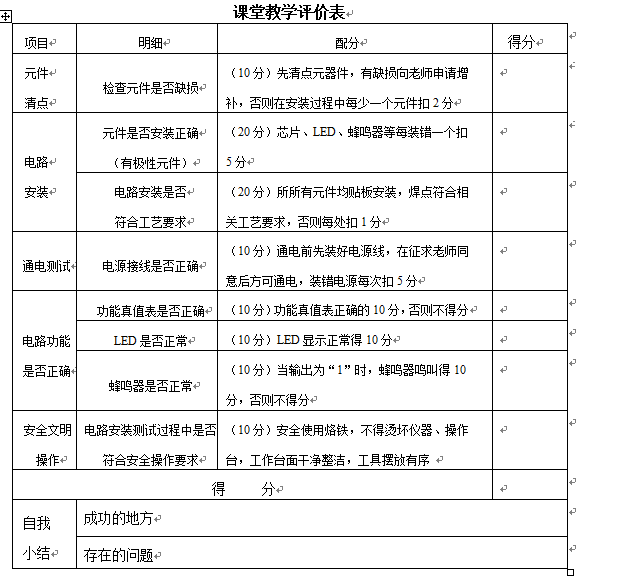 课堂教学评价表
项目 明细 配分 得分
元件
清点
检查元件是否缺损
（10分）先清点元器件，有缺损向老师申请增
补，否则在安装过程中每少一个元件扣2分
电路
安装
元件是否安装正确
（有极性元件）
（20分）芯片、LED、蜂鸣器等每装错一个扣
5分
电路安装是否
符合工艺要求
（20分）所所有元件均贴板安装，焊点符合相
关工艺要求，否则每处扣1分
通电测试
电源接线是否正确
（10分）通电前先装好电源线，在征求老师同
意后方可通电，装错电源每次扣5分
电路功能
是否正确
功能真值表是否正确
（10分）功能真值表正确的10分，否则不得分
LED是否正常
（10分）LED显示正常得10分
蜂鸣器是否正常
（10分）当输出为“1”时，蜂鸣器鸣叫得10
分，否则不得分
安全文明
操作
电路安装测试过程中是否
符合安全操作要求
（10分）安全使用烙铁，不得烫坏仪器、操作
台，工作台面干净整洁，工具摆放有序
得 分
自我
小结
成功的地方
存在的问题